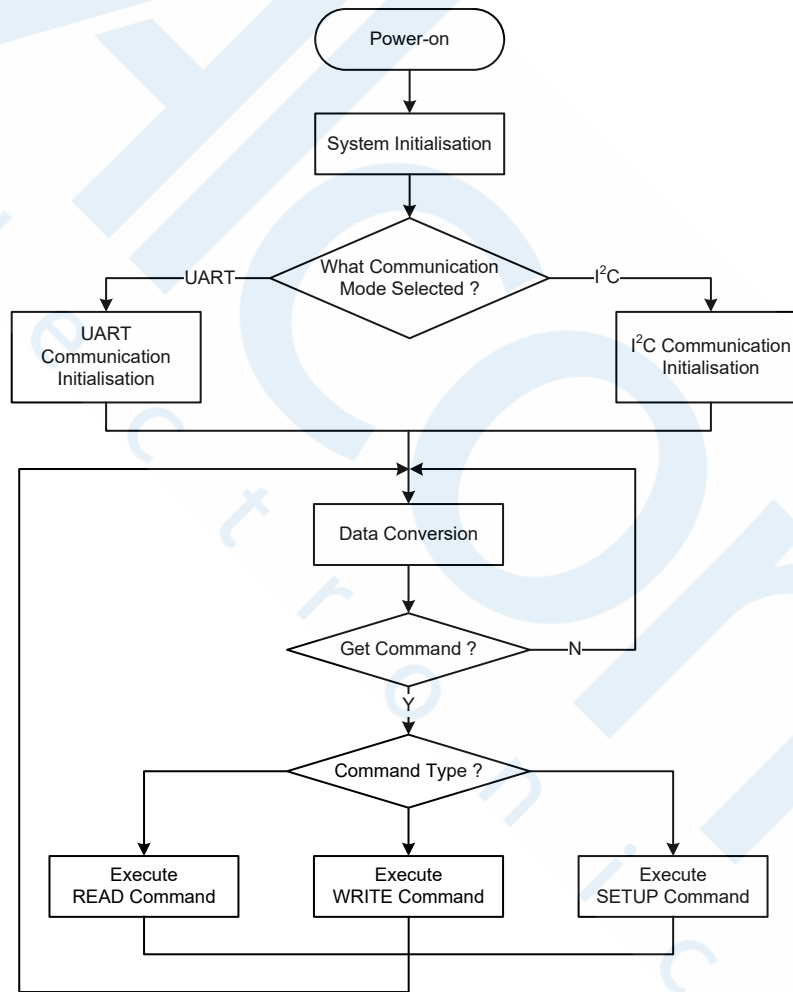 Power-on
System Initialisation
What Communication
Mode Selected ?
UART
I²C
UART
Communication
Initialisation
I²C Communication
Initialisation
Data Conversion
Get Command ?
N
Y
Command Type ?
Execute
READ Command
Execute
WRITE Command
Execute
SETUP Command